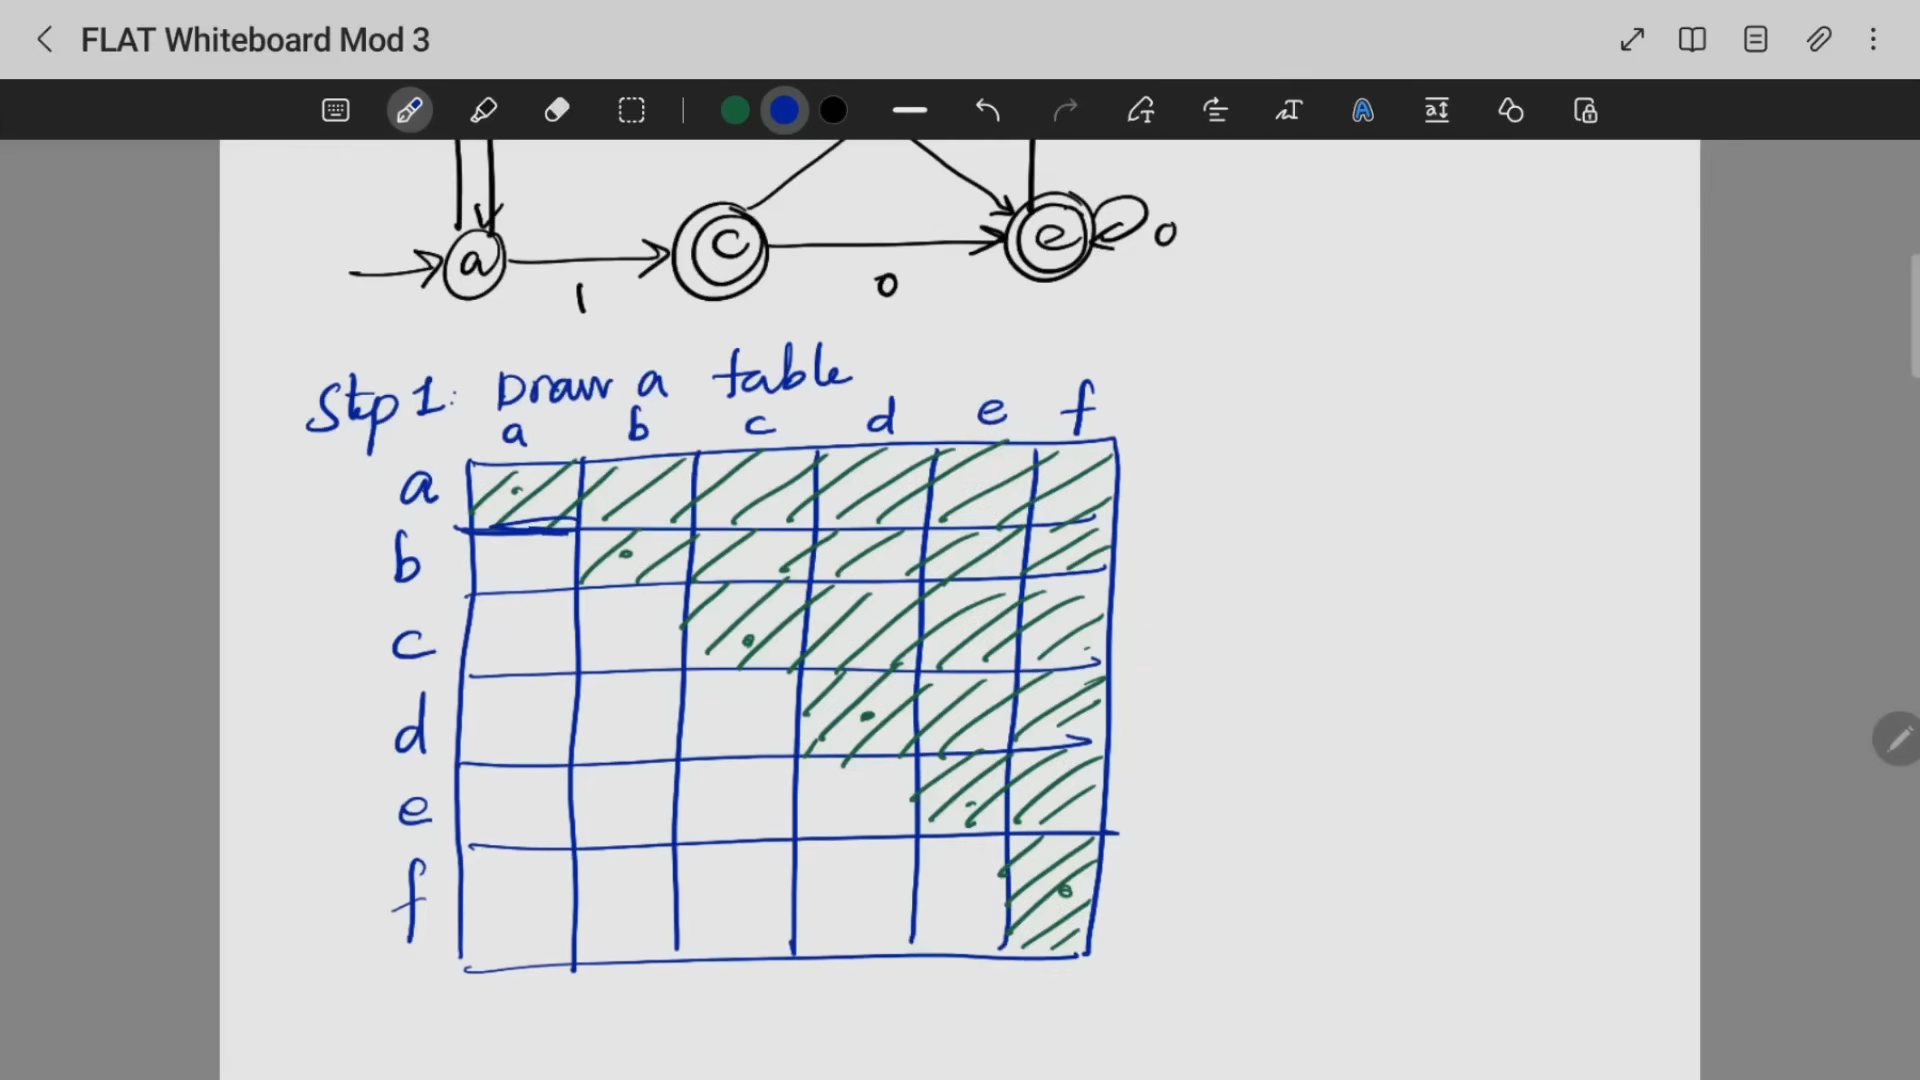 FLAT Whiteboard Mod 3
a c e 0
1 0
Step 1: Draw a table
a b c d e f
a
b
c
d
e
f